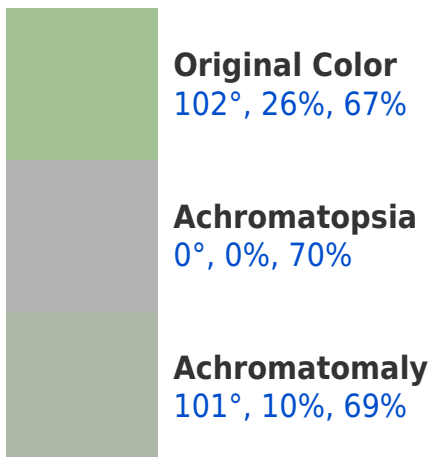 Original Color
102°, 26%, 67%
Achromatopsia
0°, 0%, 70%
Achromatomaly
101°, 10%, 69%